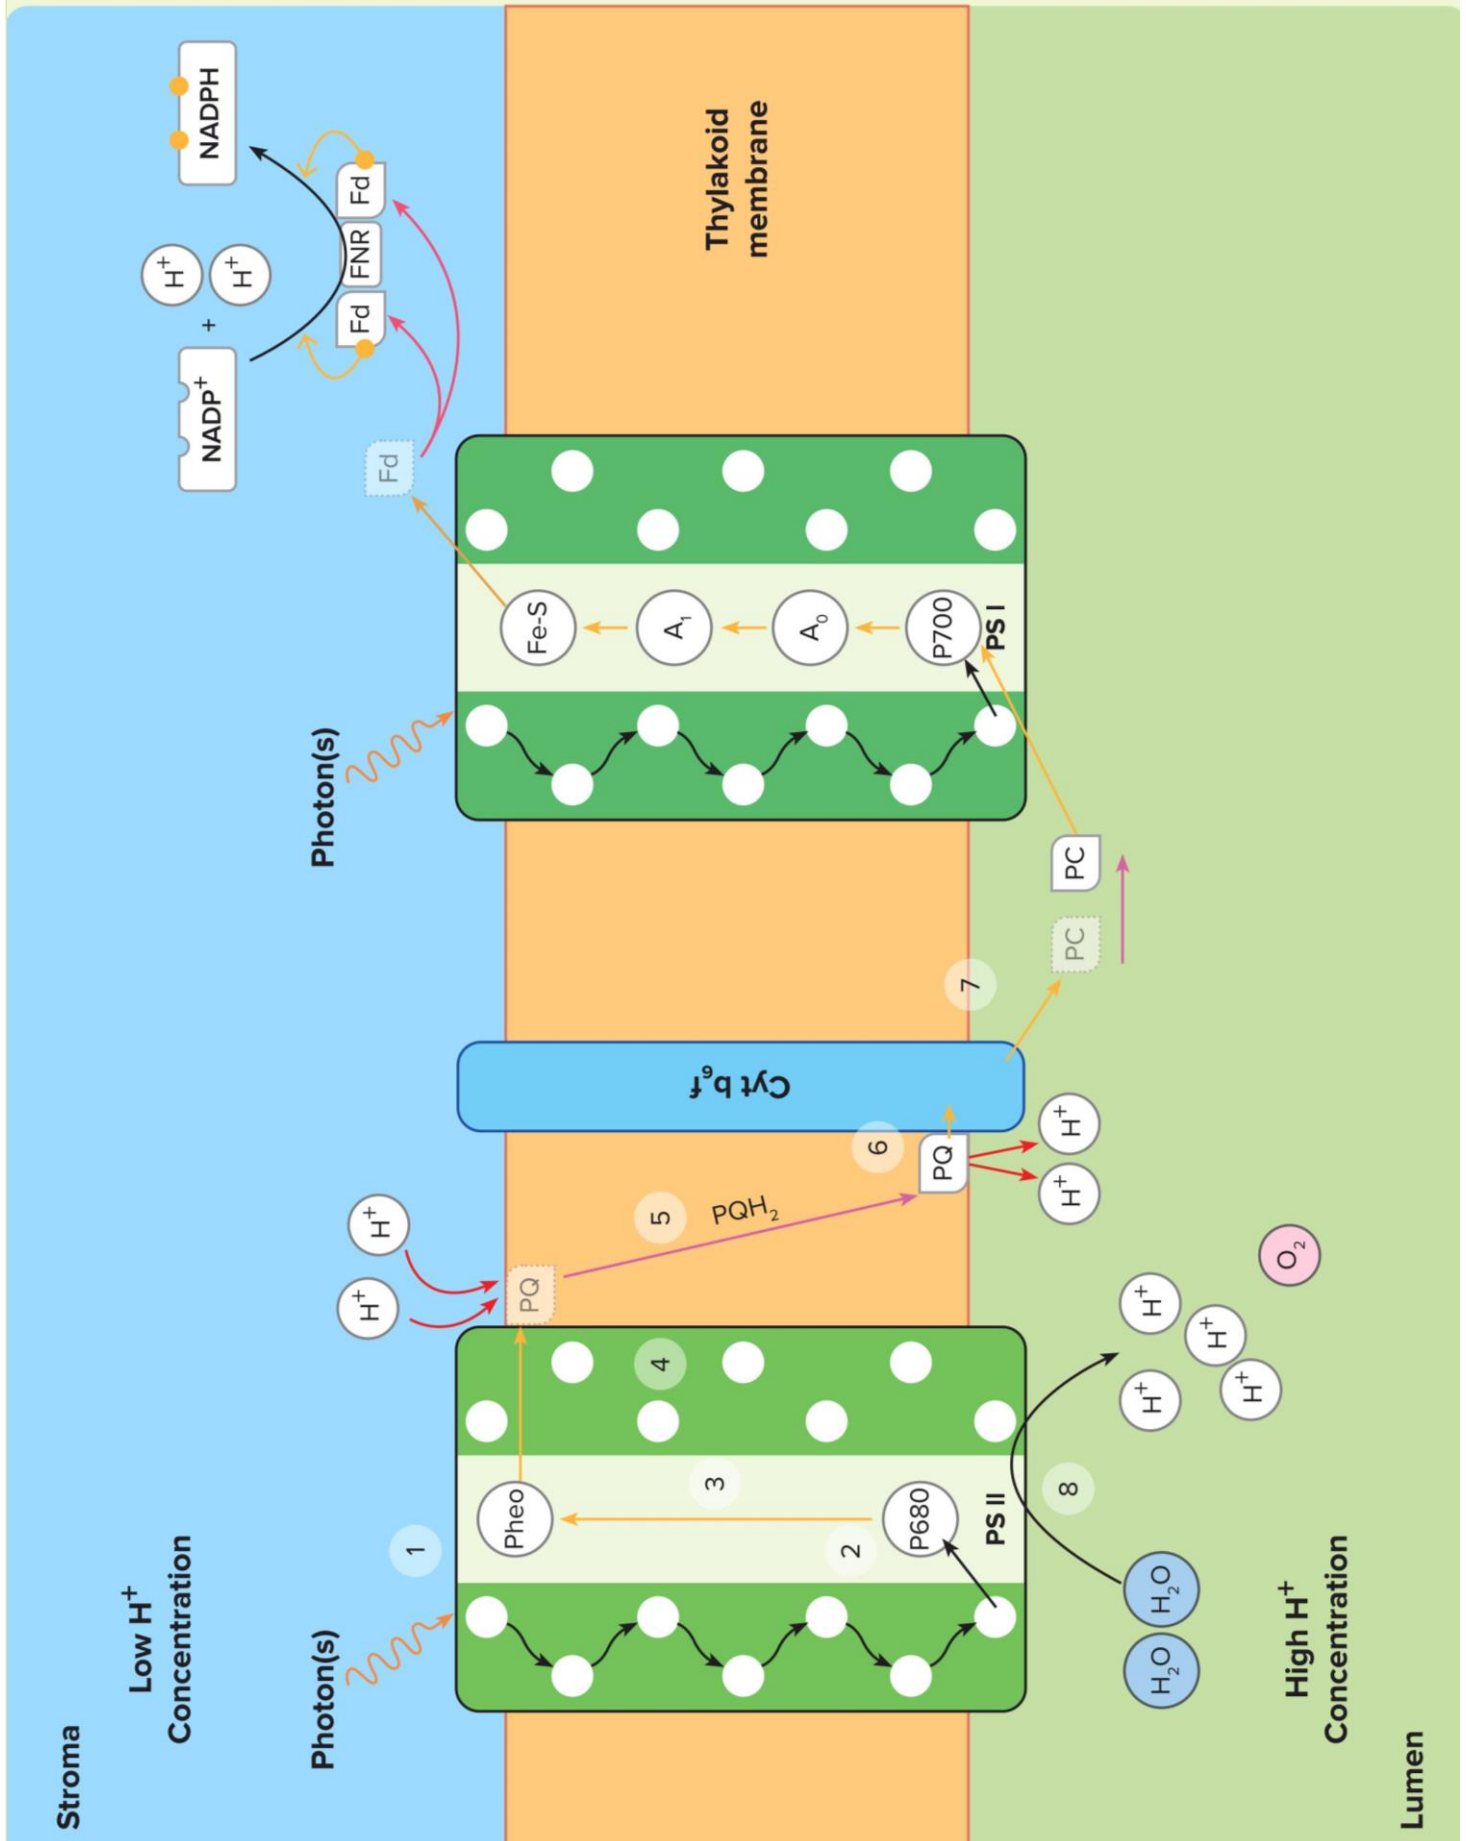 Stroma
Low H⁺
Concentration
Photon(s)
1
Pheo
2
3
4
P680
PS II
H⁺
H⁺
PQ
5
PQH₂
6
PQ
H⁺
H⁺
Cyt b₆f
7
PC
PC
Photon(s)
Fe-S
A₁
A₀
P700
PS I
Fd
Fd
FNR
Fd
NADP⁺
+
H⁺
H⁺
NADPH
Thylakoid
membrane
8
H₂O
H₂O
H⁺
H⁺
H⁺
H⁺
O₂
High H⁺
Concentration
Lumen